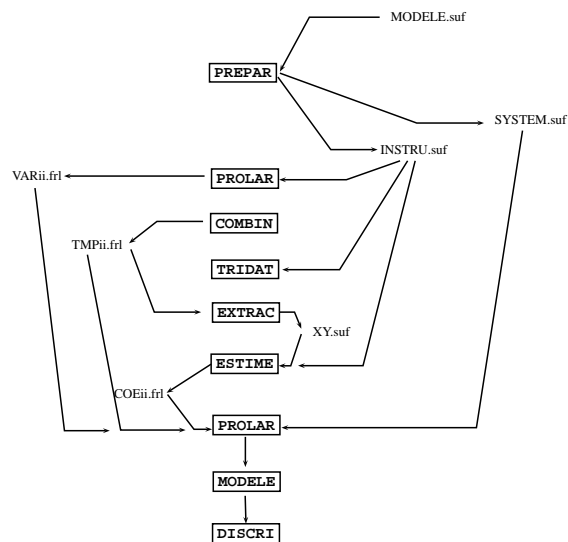 MODELE.suf
PREPAR
SYSTEM.suf
INSTRU.suf
VARii.frl
PROLAR
COMBIN
TMPii.frl
TRIDAT
EXTRAC
XY.suf
ESTIME
COEii.frl
PROLAR
MODELE
DISCRI